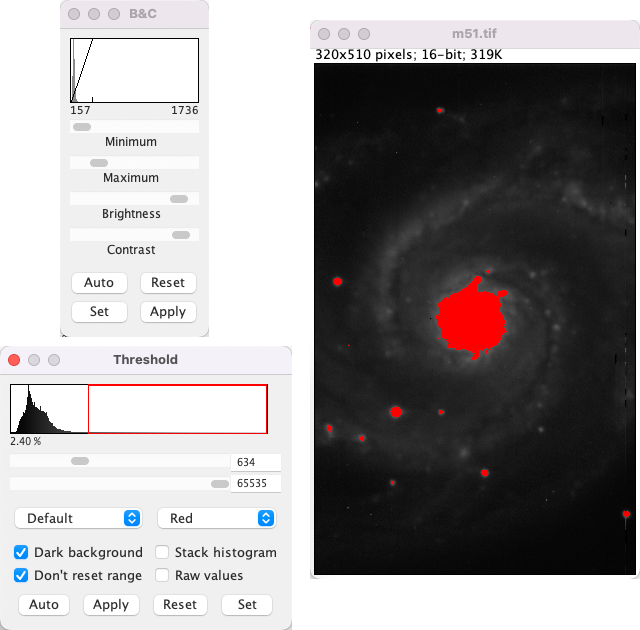 B&C
157 1736
Minimum
Maximum
Brightness
Contrast
Auto Reset
Set Apply
m51.tif
320x510 pixels; 16-bit; 319K
Threshold
2.40 %
634
65535
Default Red
Dark background Stack histogram
Don't reset range Raw values
Auto Apply Reset Set